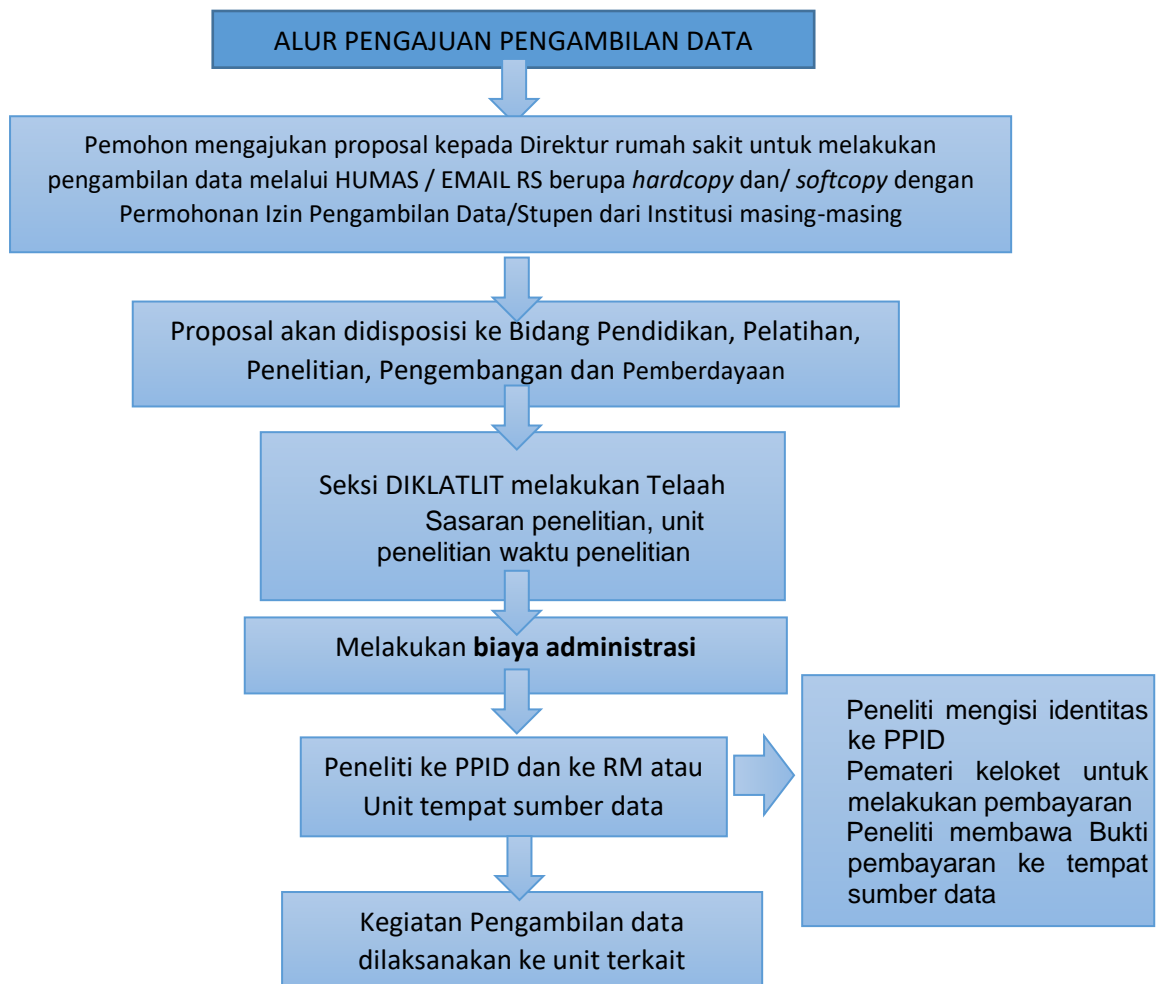 ALUR PENGAJUAN PENGAMBILAN DATA
Pemohon mengajukan proposal kepada Direktur rumah sakit untuk melakukan
pengambilan data melalui HUMAS / EMAIL RS berupa hardcopy dan/ softcopy dengan
Permohonan Izin Pengambilan Data/Stupen dari Institusi masing-masing
Proposal akan didisposisi ke Bidang Pendidikan, Pelatihan,
Penelitian, Pengembangan dan Pemberdayaan
Seksi DIKLATLIT melakukan Telaah
Sasaran penelitian, unit
penelitian waktu penelitian
Melakukan biaya administrasi
Peneliti ke PPID dan ke RM atau
Unit tempat sumber data
Peneliti mengisi identitas
ke PPID
Pemateri keloket untuk
melakukan pembayaran
Peneliti membawa Bukti
pembayaran ke tempat
sumber data
Kegiatan Pengambilan data
dilaksanakan ke unit terkait